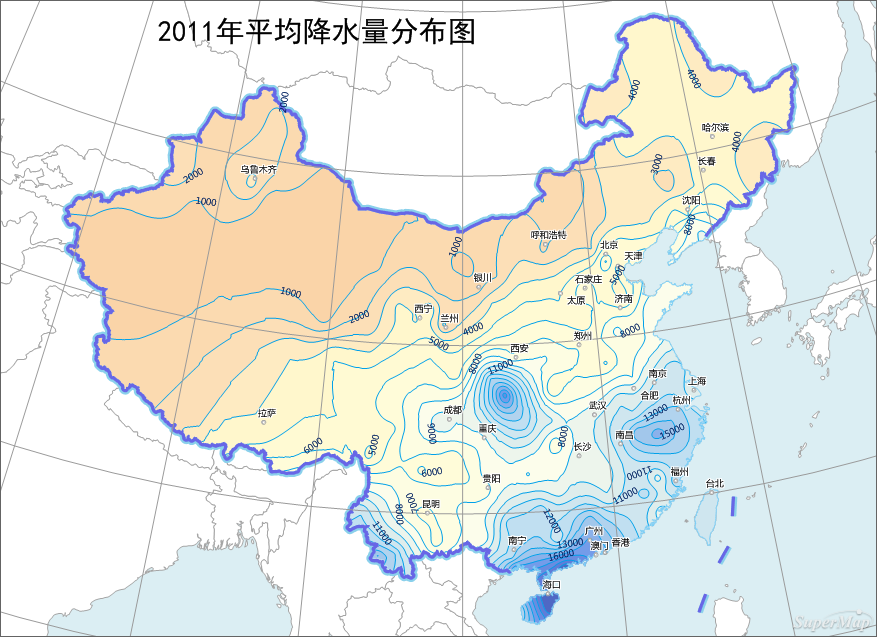 2011年平均降水量分布图
4000
4000
2000
哈尔滨
4000
长春
3000
乌鲁木齐
2000
1000
沈阳
8000
呼和浩特
北京
1000
天津
5000
银川
石家庄
1000
太原
济南
西宁
2000
兰州
4000
8000
郑州
5000
西安
8000
11000
南京
上海
合肥
杭州
成都
武汉
13000
拉萨
重庆
9000
8000
南昌
15000
5000
6000
长沙
6000
11000
福州
贵阳
台北
7000
11000
昆明
8000
12000
11000
广州
南宁
13000
澳门
香港
16000
海口
SuperMap